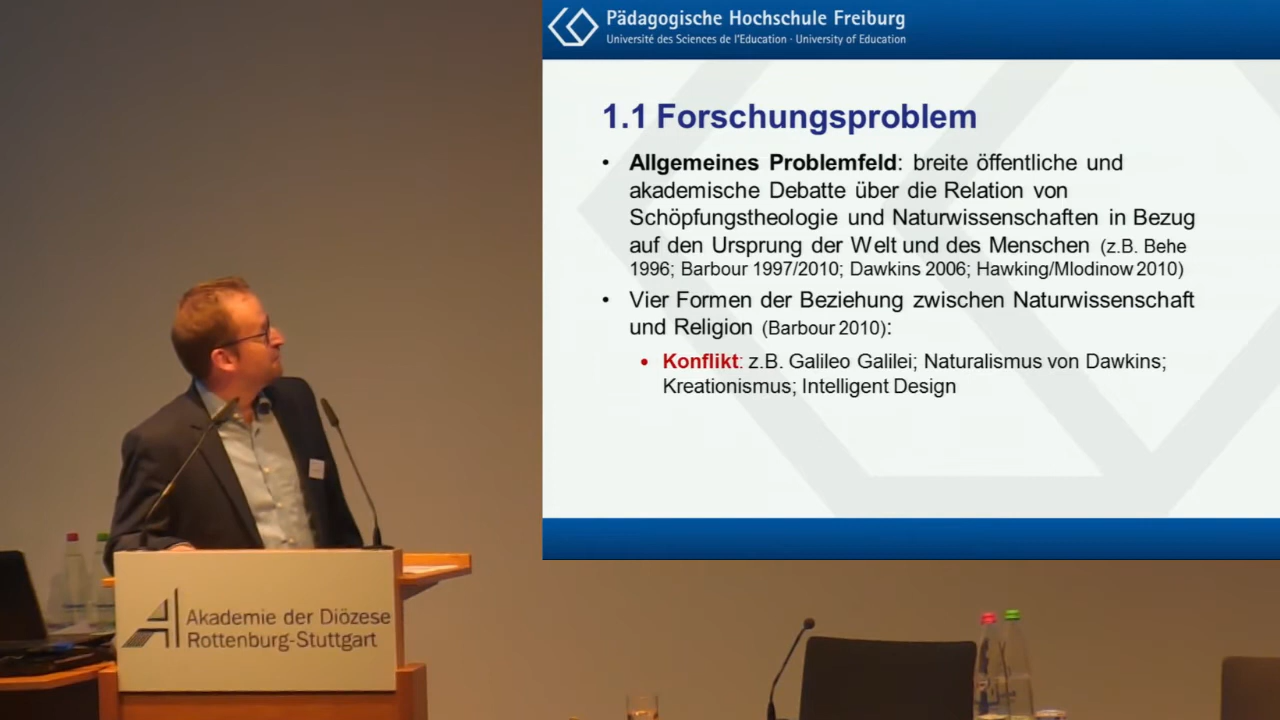 Pädagogische Hochschule Freiburg
Université des Sciences de l'Education · University of Education
1.1 Forschungsproblem
• Allgemeines Problemfeld: breite öffentliche und
akademische Debatte über die Relation von
Schöpfungstheologie und Naturwissenschaften in Bezug
auf den Ursprung der Welt und des Menschen (z.B. Behe
1996; Barbour 1997/2010; Dawkins 2006; Hawking/Mlodinow 2010)
• Vier Formen der Beziehung zwischen Naturwissenschaft
und Religion (Barbour 2010):
• Konflikt: z.B. Galileo Galilei; Naturalismus von Dawkins;
Kreationismus; Intelligent Design
Akademie der Diözese
Rottenburg-Stuttgart